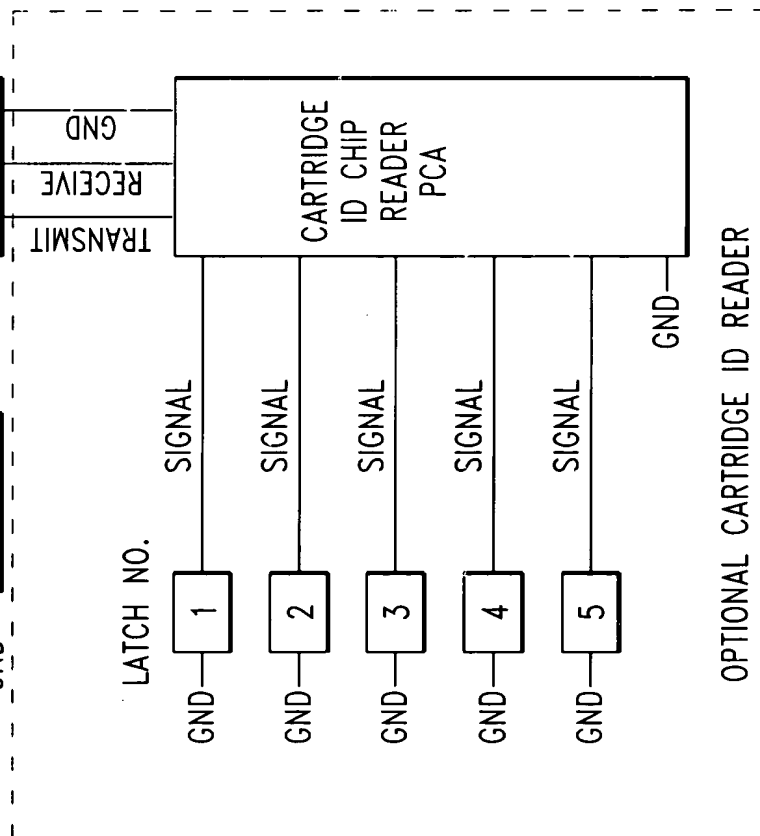 GND
RECEIVE
TRANSMIT
CARTRIDGE
ID CHIP
READER
PCA
GND
SIGNAL
SIGNAL
SIGNAL
SIGNAL
SIGNAL
LATCH NO.
1
2
3
4
5
GND
GND
GND
GND
GND
OPTIONAL CARTRIDGE ID READER